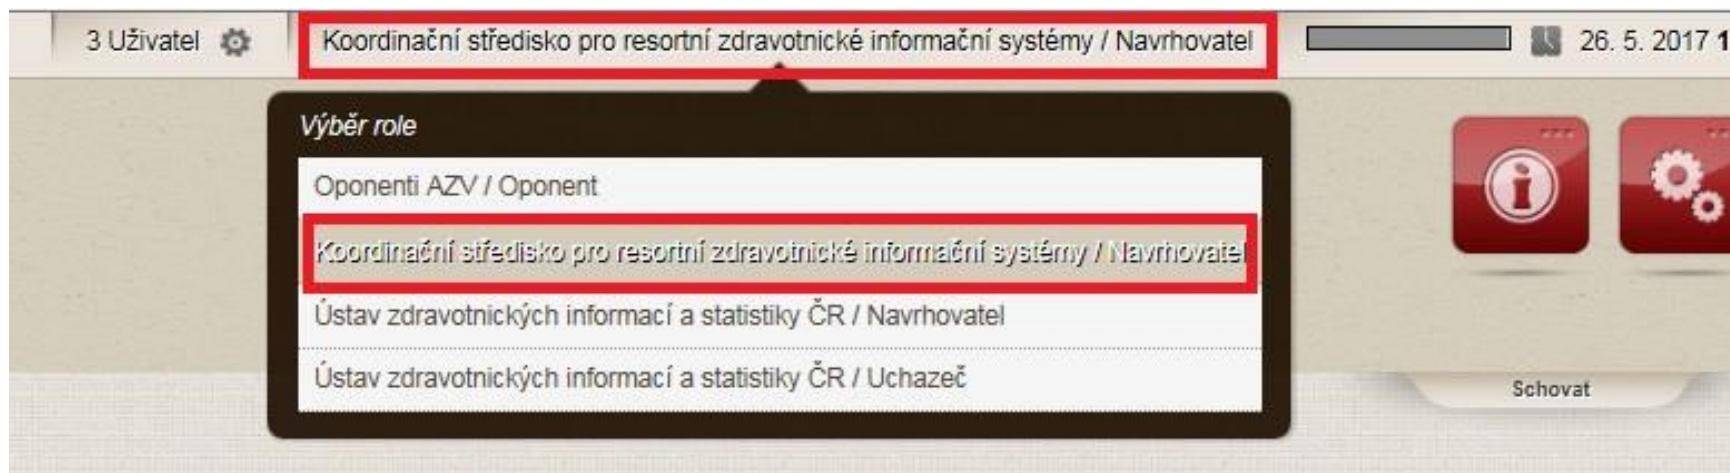 3 Uživatel Koordinační středisko pro resortní zdravotnické informační systémy / Navrhovatel 26. 5. 2017 1
Výběr role
Oponenti AZV / Oponent
Koordinační středisko pro resortní zdravotnické informační systémy / Navrhovatel
Ústav zdravotnických informací a statistiky ČR / Navrhovatel
Ústav zdravotnických informací a statistiky ČR / Uchazeč
Schovat